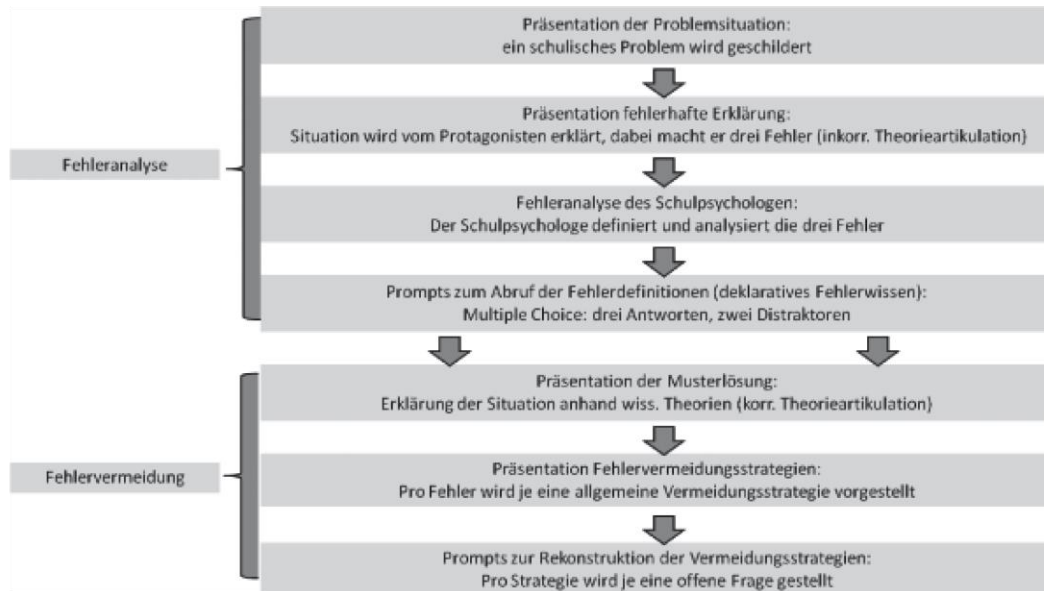 Präsentation der Problemsituation:
ein schulisches Problem wird geschildert
Präsentation fehlerhafte Erklärung:
Situation wird vom Protagonisten erklärt, dabei macht er drei Fehler (inkorr. Theorieartikulation}
Fehleranalyse
Fehleranalyse des Schulpsychologen:
Der Schulpsychologe definiert und analysiert die drei Fehler
Prompts zum Abruf der Fehlerdefinitionen (deklaratives Fehlerwissen):
Multiple Choice: drei Antworten, zwei Distraktoren
Präsentation der Musterlösung:
Erklärung der Situation anhand wiss. Theorien (korr. Theorieartikulation}
Fehlervermeidung
Präsentation Fehlervermeidungsstrategien:
Pro Fehler wird je eine allgemeine Vermeidungsstrategie vorgestellt
Prompts zur Rekonstruktion der Vermeidungsstrategien:
Pro Strategie wird je eine offene Frage gestellt